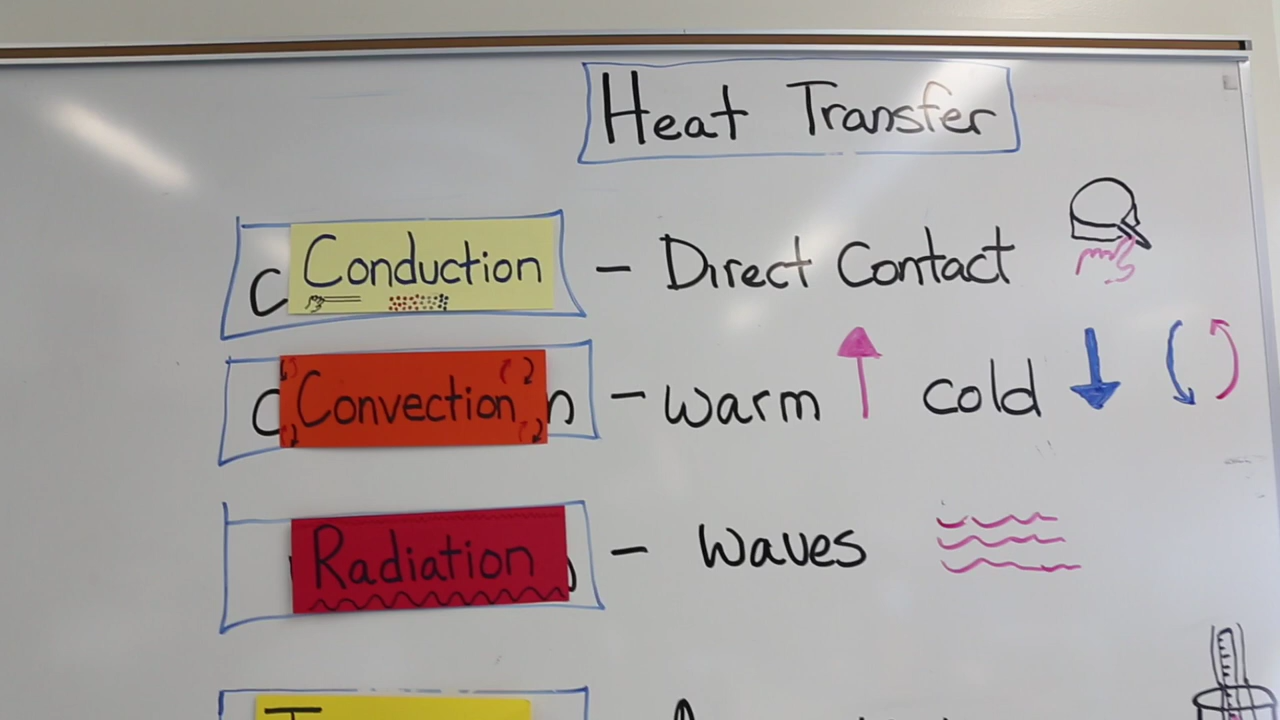 Heat Transfer
Conduction - Direct Contact
Convection - Warm cold
Radiation - Waves